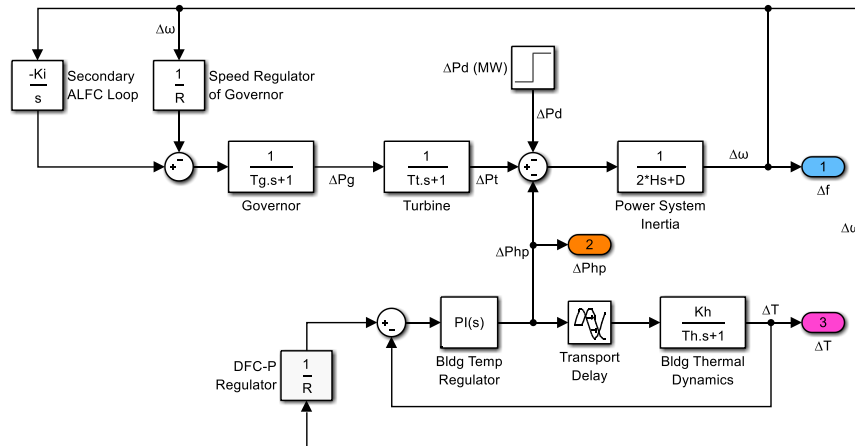 Δω
-Ki
s
Secondary
ALFC Loop
1
R
Speed Regulator
of Governor
ΔPd (MW)
ΔPd
1
Tg.s+1
Governor
ΔPg
1
Tt.s+1
Turbine
ΔPt
1
2*Hs+D
Power System
Inertia
Δω
1
Δf
Δω
ΔPhp
2
ΔPhp
DFC-P
Regulator
1
R
PI(s)
Bldg Temp
Regulator
Transport
Delay
Kh
Th.s+1
Bldg Thermal
Dynamics
ΔT
3
ΔT